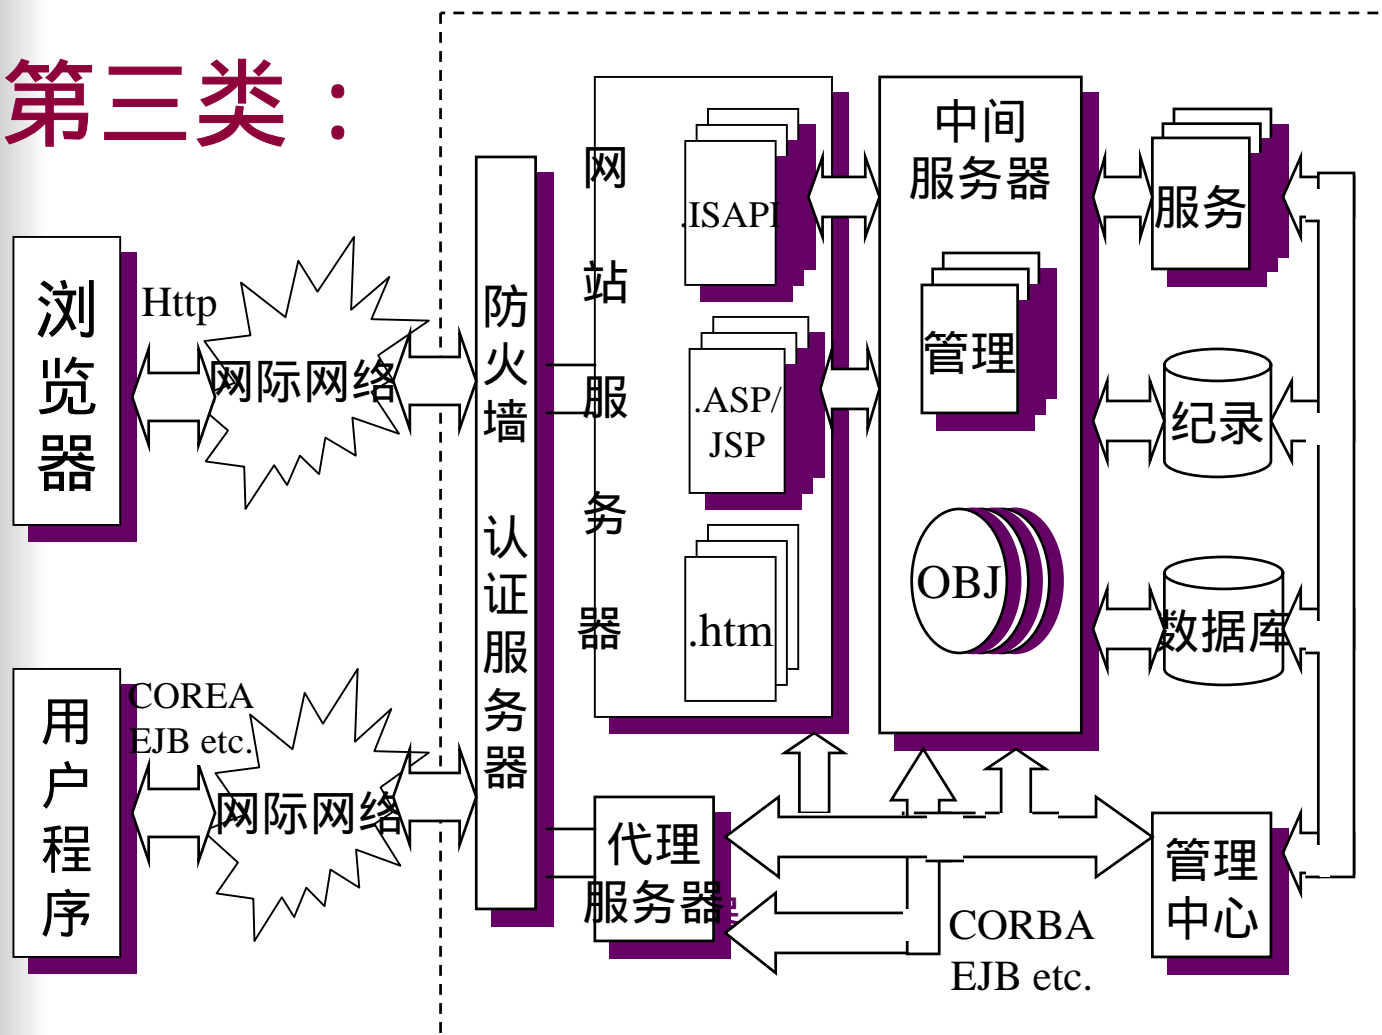 第三类：
浏
览
器
Http
网际网络
用
户
程
序
COREA
EJB etc.
网际网络
防
火
墙
认
证
服
务
器
网
站
服
务
器
.ISAPI
.ASP/
JSP
.htm
代理
服务器
中间
服务器
管理
OBJ
服务
纪录
数据库
管理
中心
CORBA
EJB etc.